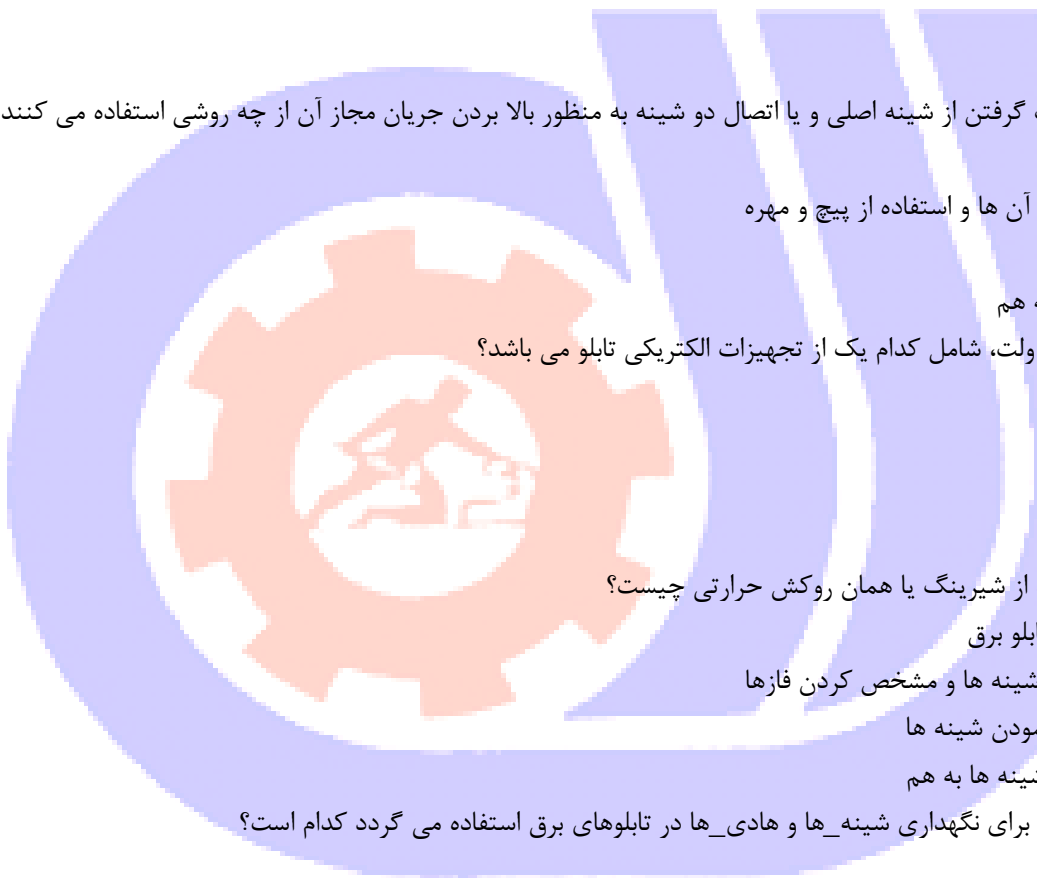 گرفتن از شینه اصلی و یا اتصال دو شینه به منظور بالا بردن جریان مجاز آن از چه روشی استفاده می کنند
آن ها و استفاده از پیچ و مهره
هم
ولت، شامل کدام یک از تجهیزات الکتریکی تابلو می باشد؟
از شیرینگ یا همان روکش حرارتی چیست؟
ابلو برق
شینه ها و مشخص کردن فازها
مودن شینه ها
ینه ها به هم
برای نگهداری شینه_ها و هادی_ها در تابلوهای برق استفاده می گردد کدام است؟